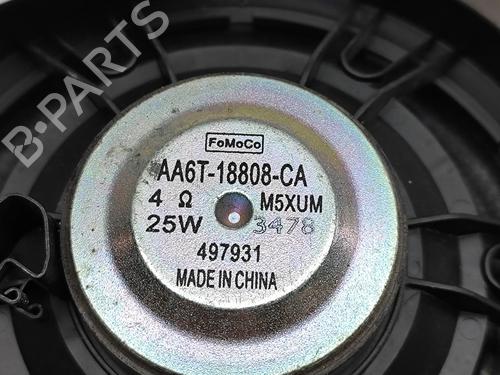 B-PARTS
FoMoCo
AA6T-18808-CA
4 Ω M5XUM
25W 3478
497931
MADE IN CHINA